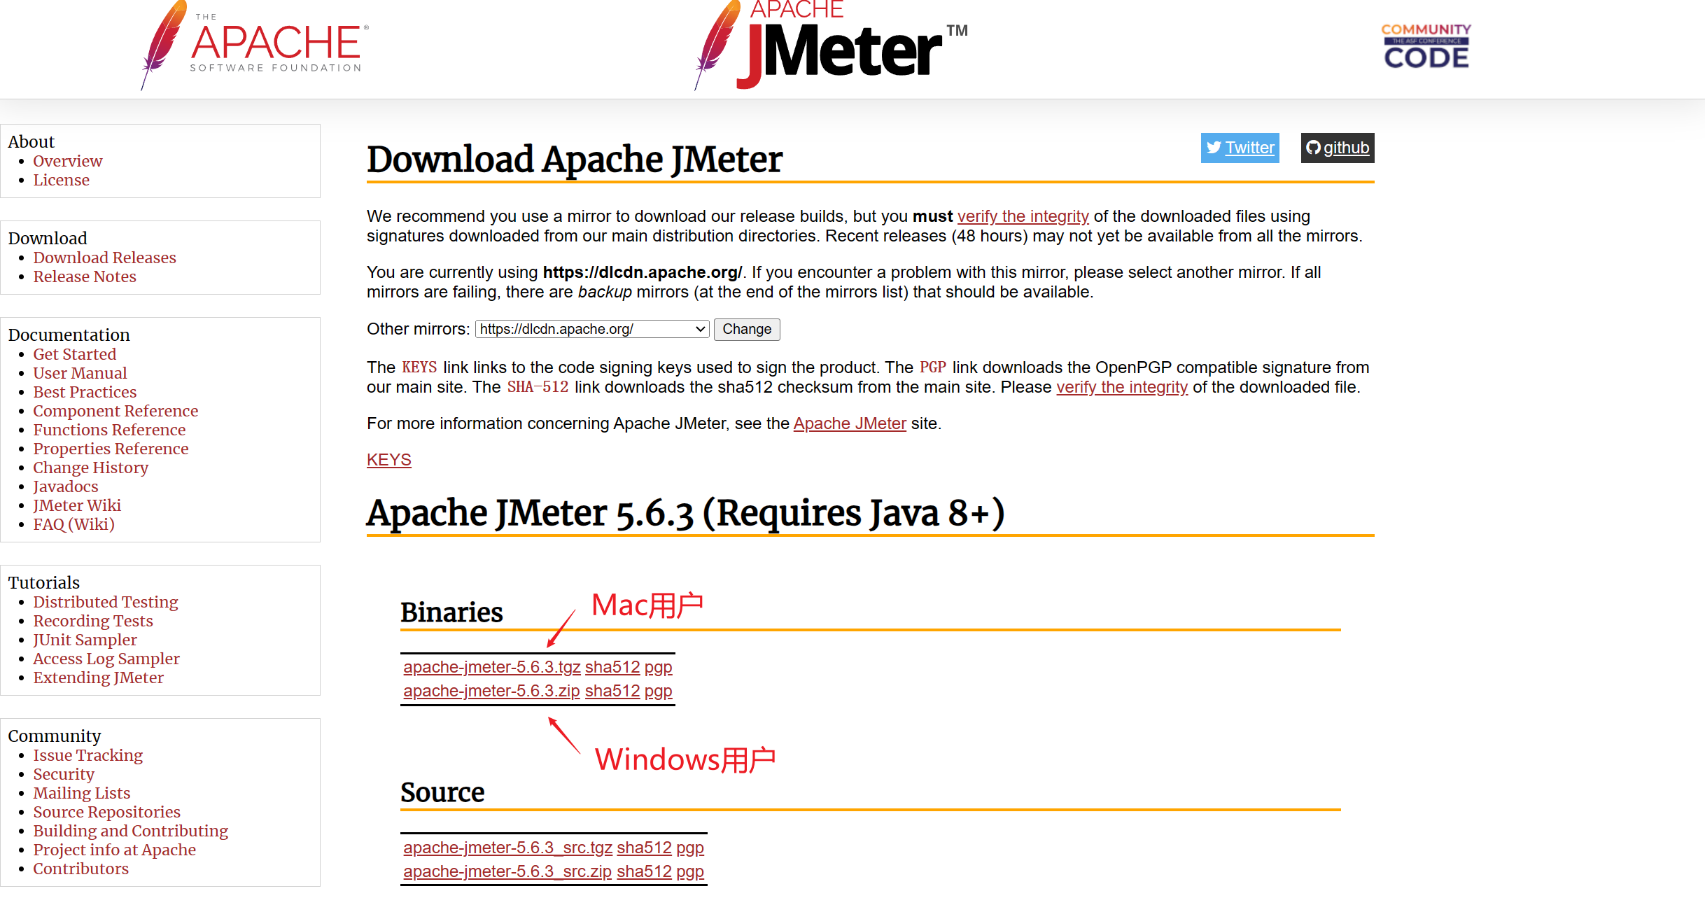 THE
APACHE®
SOFTWARE FOUNDATION
APACHE
JMeter™
COMMUNITY
THE ASF CONFERENCE
CODE
About
Overview
License
Download
Download Releases
Release Notes
Documentation
Get Started
User Manual
Best Practices
Component Reference
Functions Reference
Properties Reference
Change History
Javadocs
JMeter Wiki
FAQ (Wiki)
Tutorials
Distributed Testing
Recording Tests
JUnit Sampler
Access Log Sampler
Extending JMeter
Community
Issue Tracking
Security
Mailing Lists
Source Repositories
Building and Contributing
Project info at Apache
Contributors
Twitter
github
Download Apache JMeter
We recommend you use a mirror to download our release builds, but you must verify the integrity of the downloaded files using
signatures downloaded from our main distribution directories. Recent releases (48 hours) may not yet be available from all the mirrors.
You are currently using https://dlcdn.apache.org/. If you encounter a problem with this mirror, please select another mirror. If all
mirrors are failing, there are backup mirrors (at the end of the mirrors list) that should be available.
Other mirrors: https://dlcdn.apache.org/ Change
The KEYS link links to the code signing keys used to sign the product. The PGP link downloads the OpenPGP compatible signature from
our main site. The SHA-512 link downloads the sha512 checksum from the main site. Please verify the integrity of the downloaded file.
For more information concerning Apache JMeter, see the Apache JMeter site.
KEYS
Apache JMeter 5.6.3 (Requires Java 8+)
Mac用户
Binaries
apache-jmeter-5.6.3.tgz sha512 pgp
apache-jmeter-5.6.3.zip sha512 pgp
Windows用户
Source
apache-jmeter-5.6.3_src.tgz sha512 pgp
apache-jmeter-5.6.3_src.zip sha512 pgp